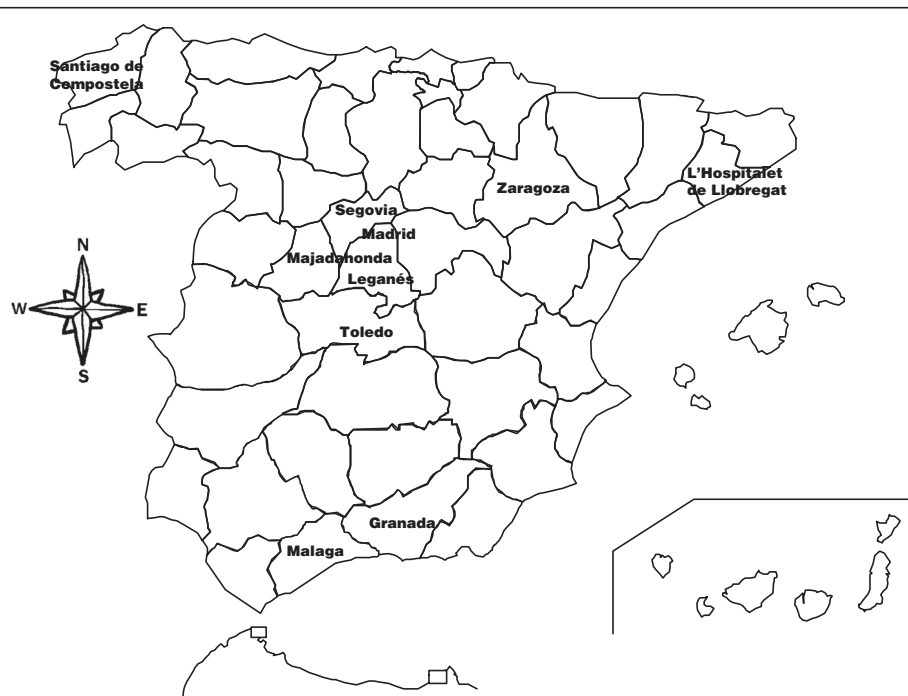 Santiago de
Compostela
L'Hospitalet
de Llobregat
Zaragoza
Segovia
Madrid
Majadahonda
Leganés
N
W
E
S
Toledo
Granada
Malaga